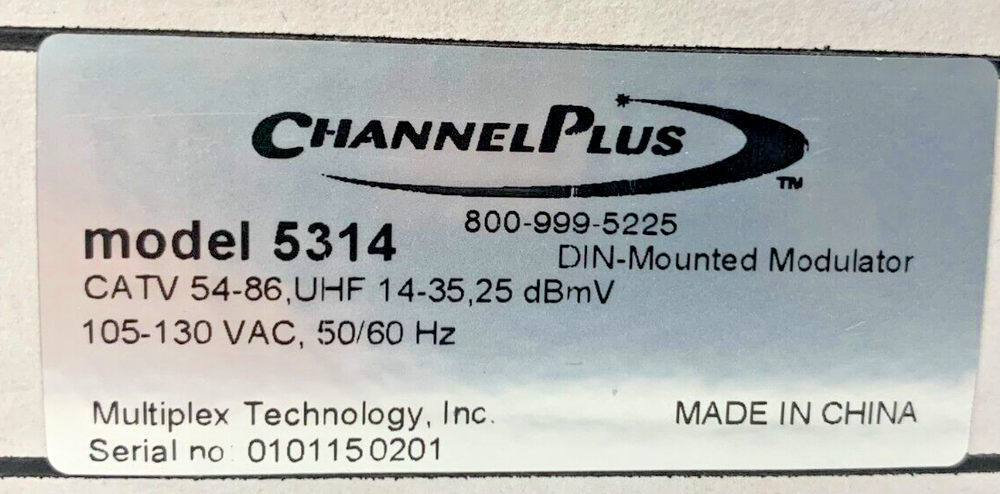 CHANNELPLUS
TM
800-999-5225
model 5314
DIN-Mounted Modulator
CATV 54-86,UHF 14-35,25 dBmV
105-130 VAC, 50/60 Hz
Multiplex Technology, Inc.
MADE IN CHINA
Serial no: 0101150201